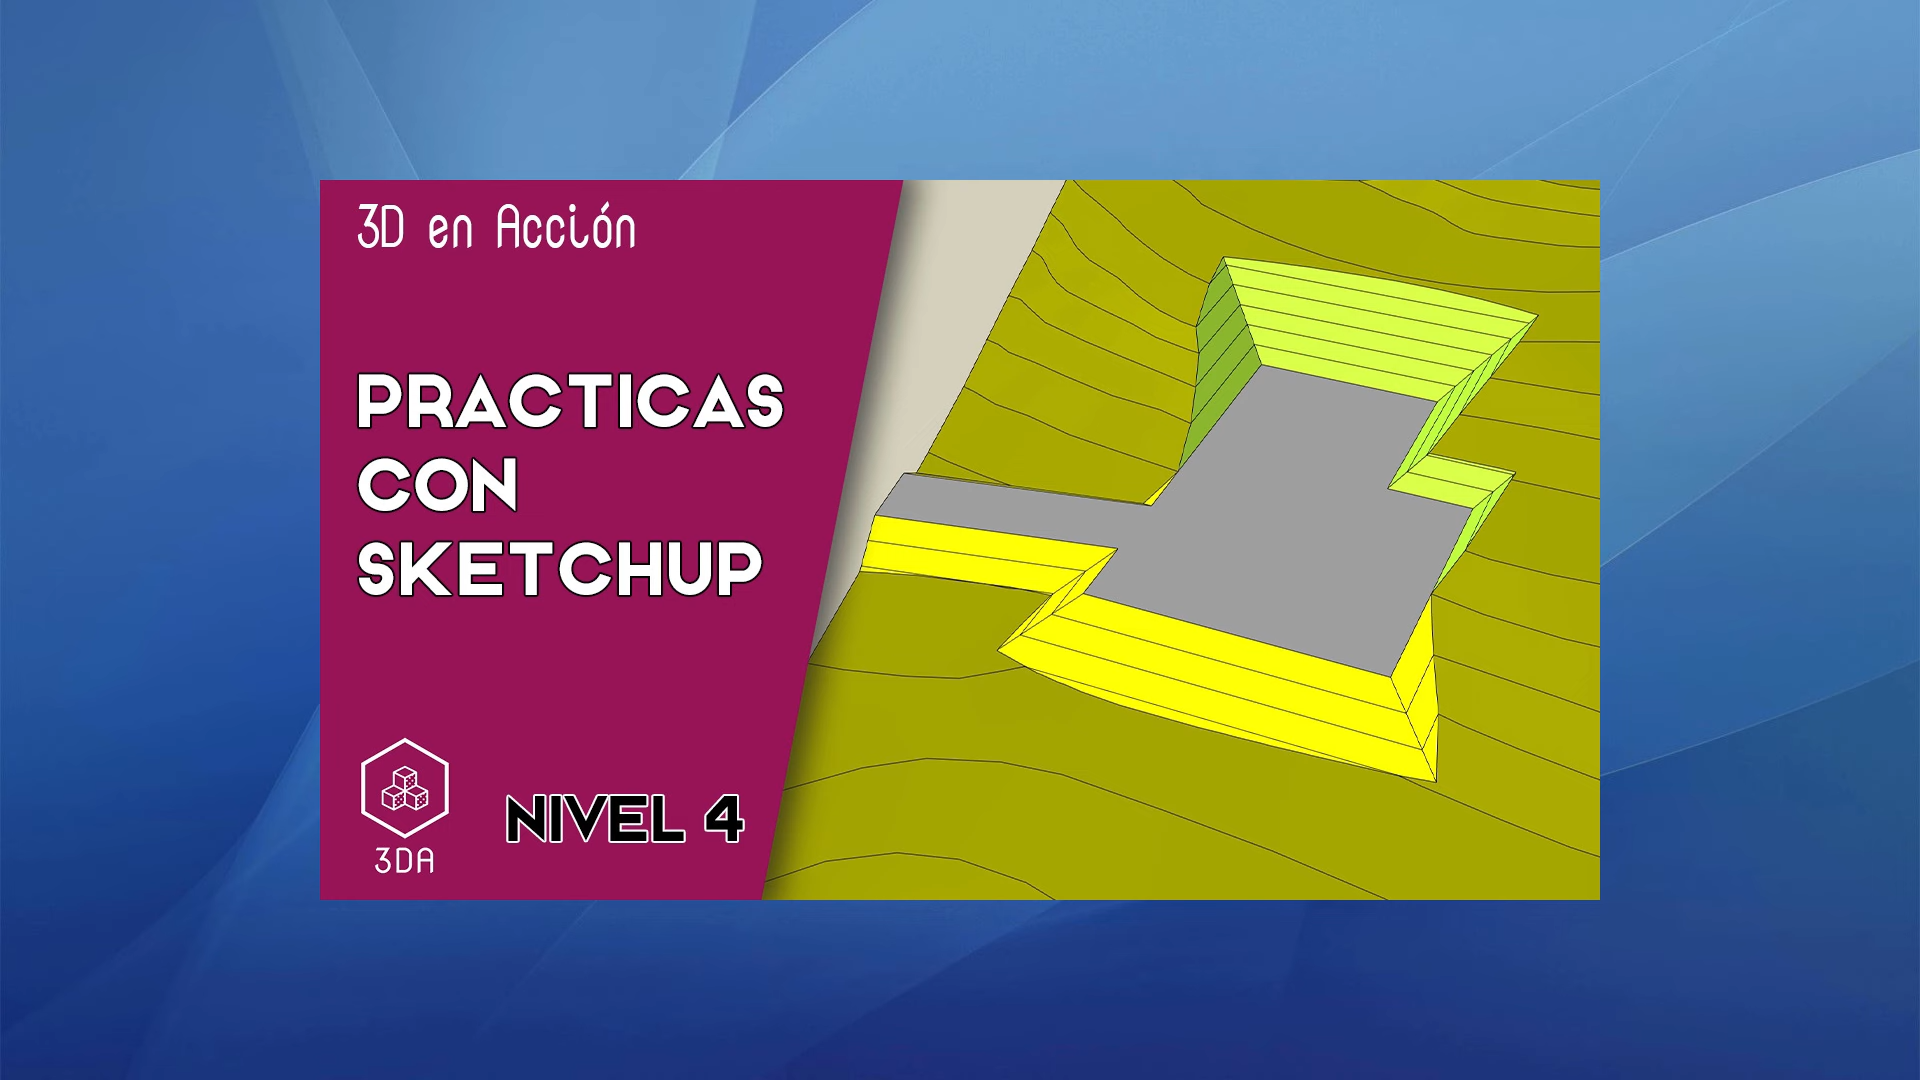 3D en Acción
PRACTICAS
CON
SKETCHUP
NIVEL 4
3DA